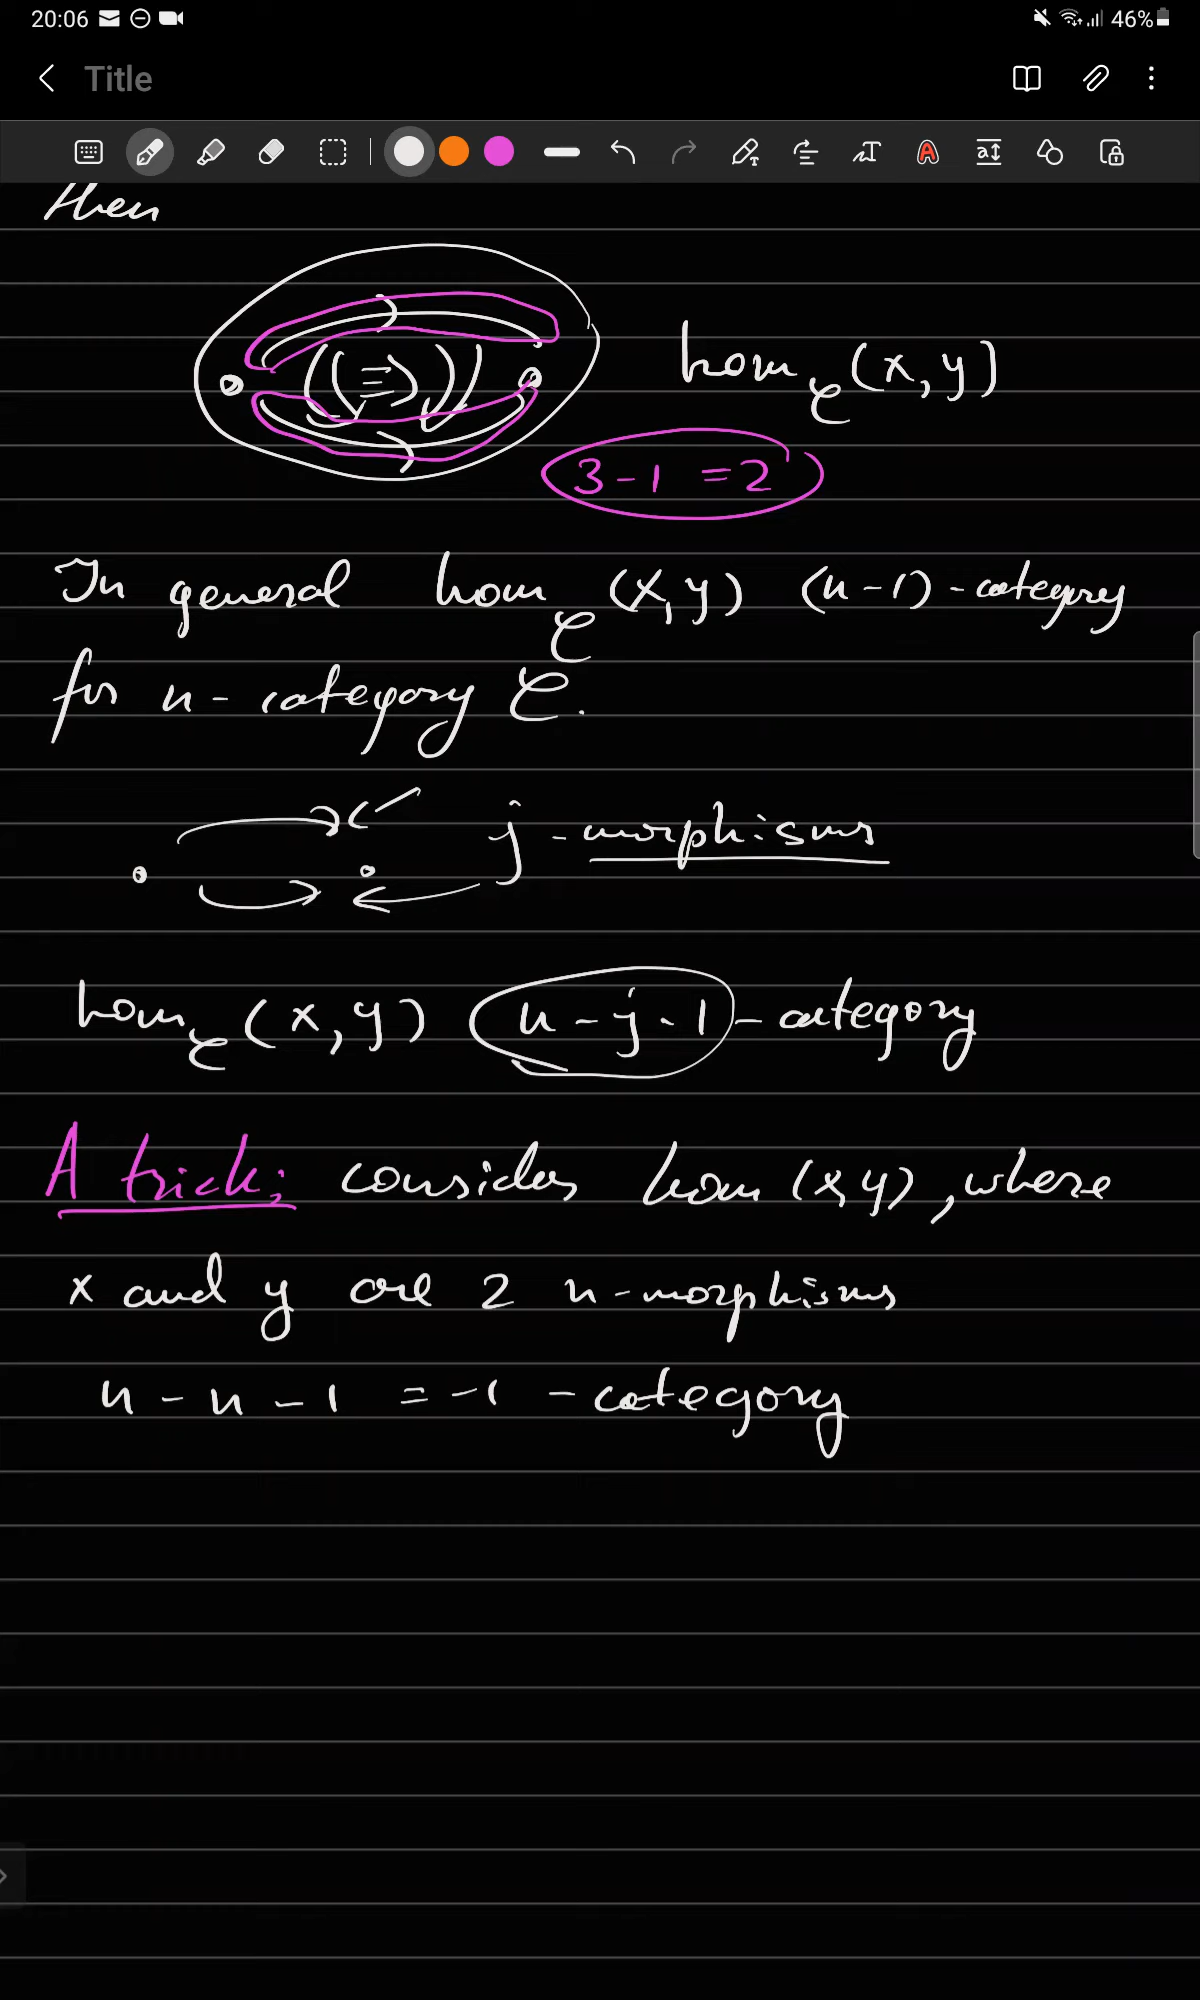 20:06 46%
Title
then
hom_C (x, y)
3 - 1 = 2
In general hom_C (x, y) (n - 1) - category
for n - category C.
j - morphisms
hom_C (x, y) (n - j - 1) - category
A trick: consider hom (x, y), where
x and y are 2 n - morphisms
n - n - 1 = -1 - category